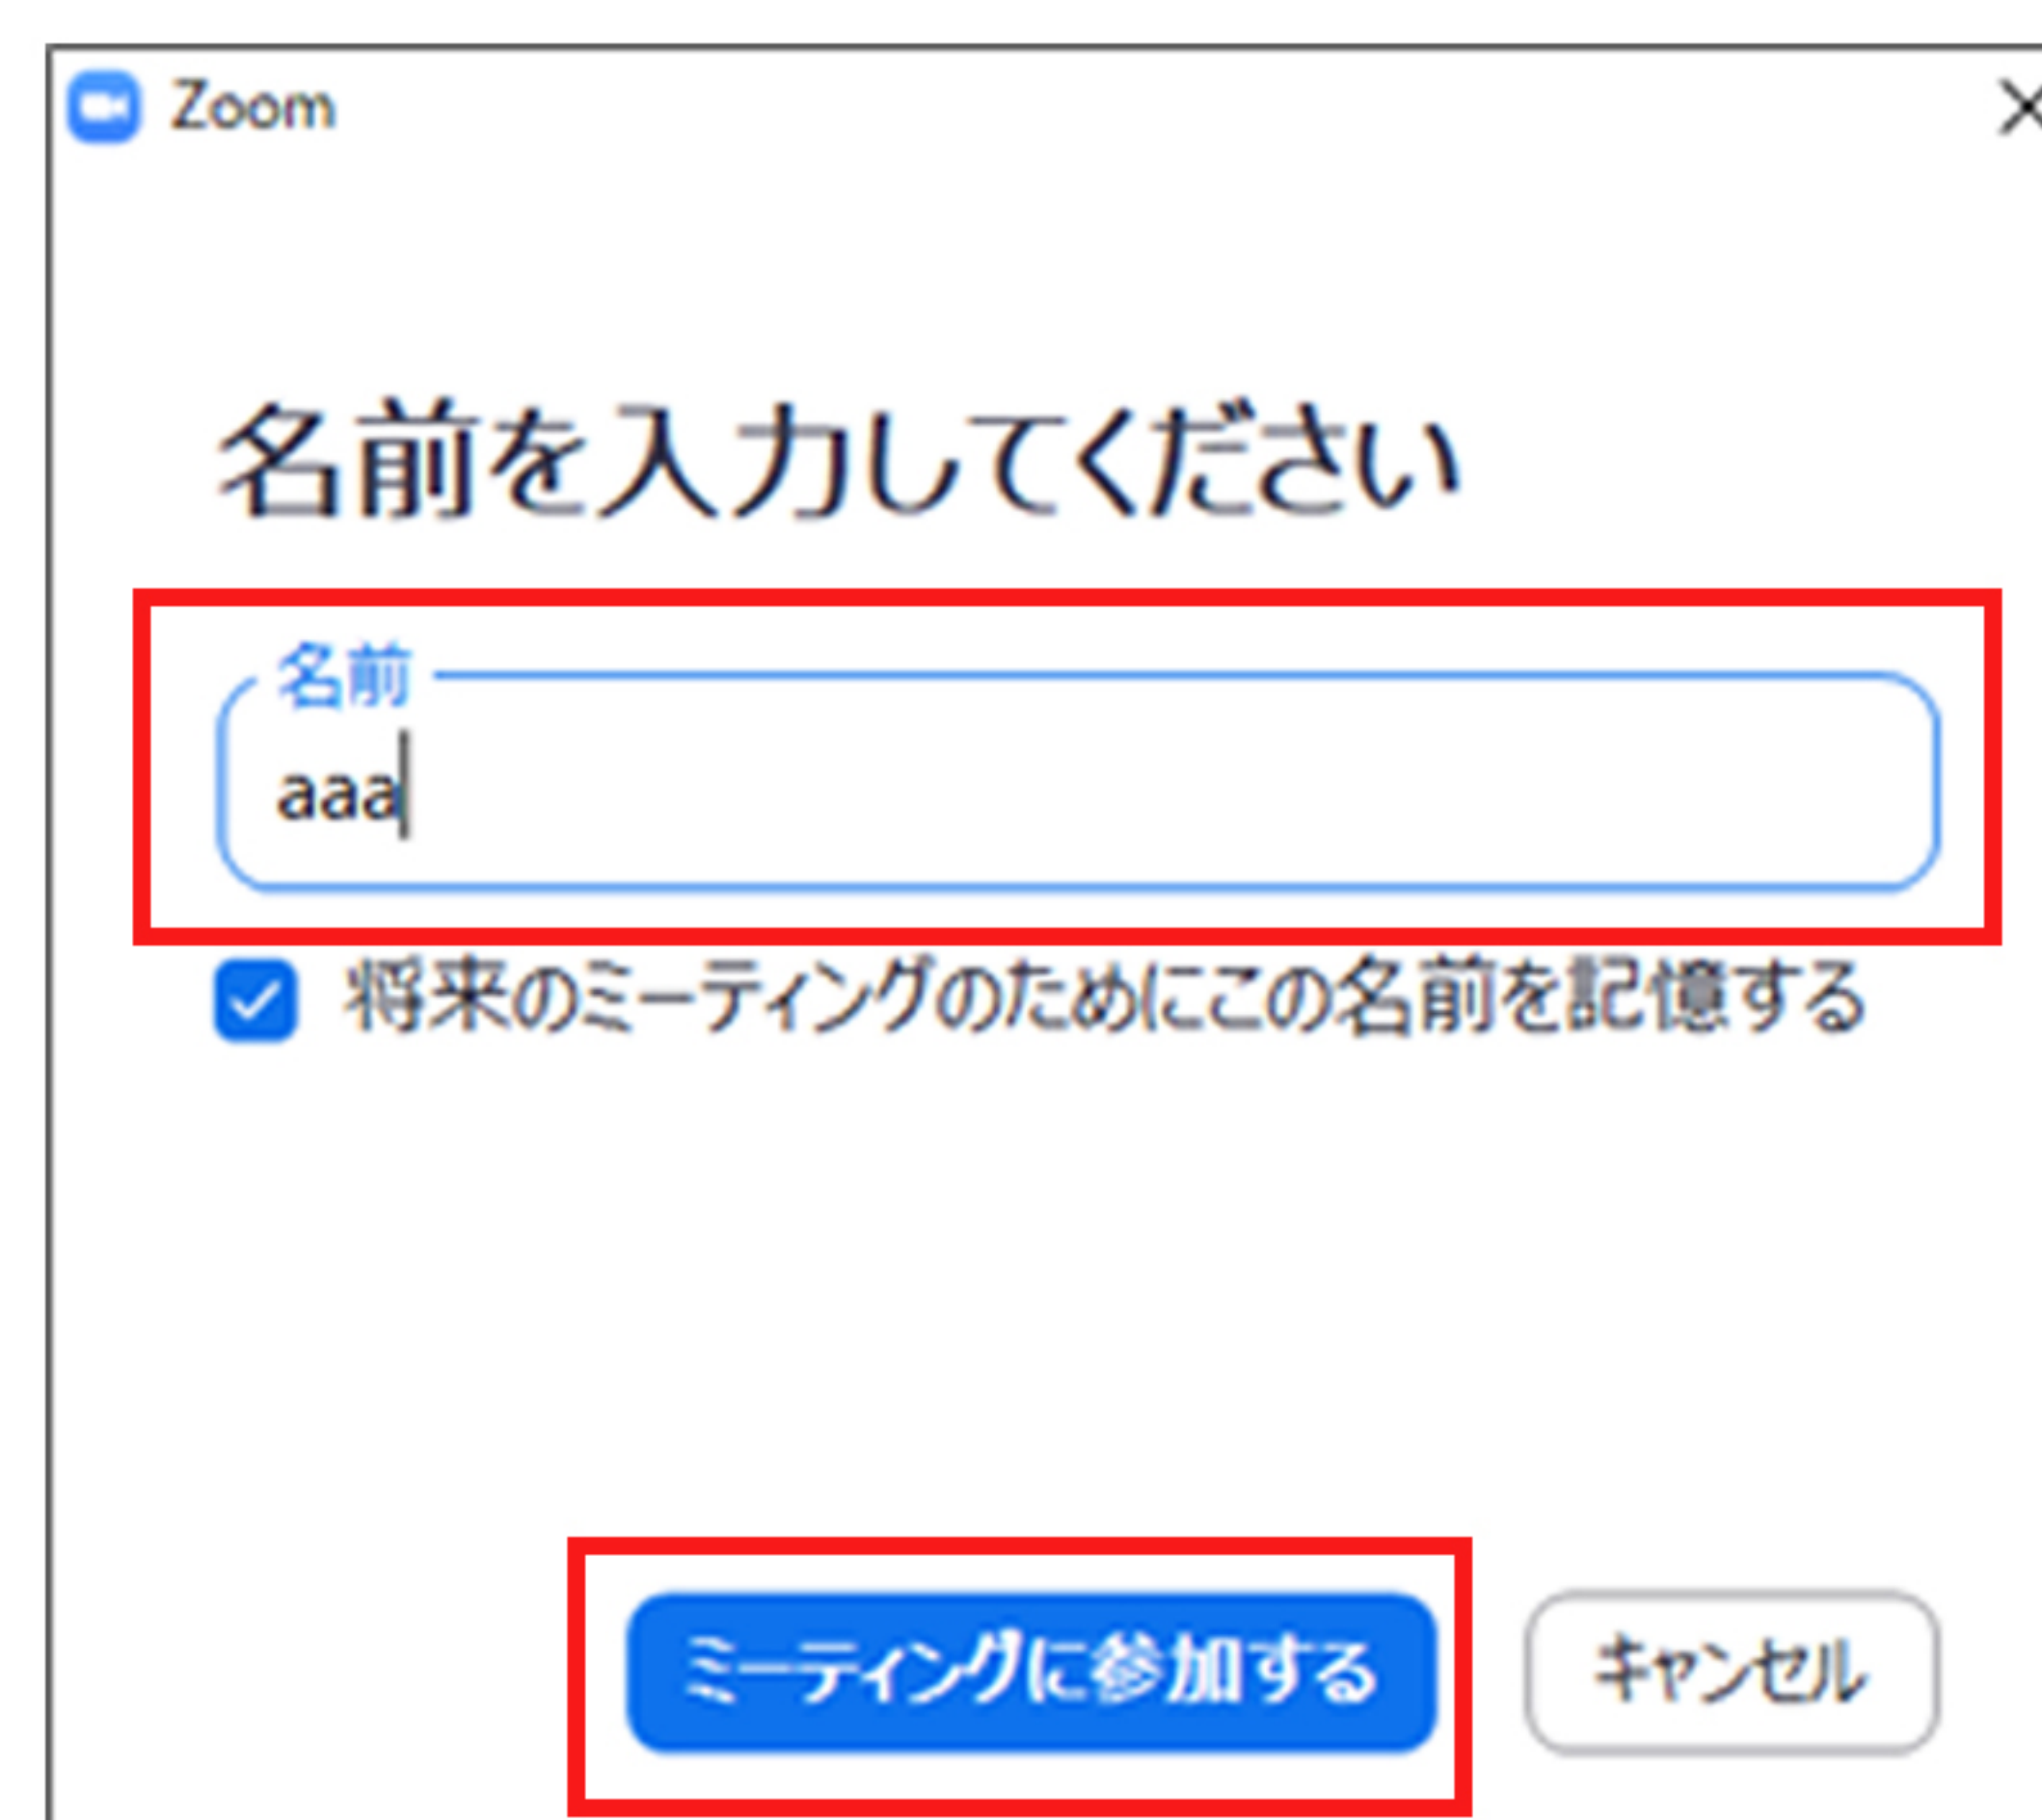 Zoom
名前を入力してください
名前
aaa
将来のミーティングのためにこの名前を記憶する
ミーティングに参加する
キャンセル